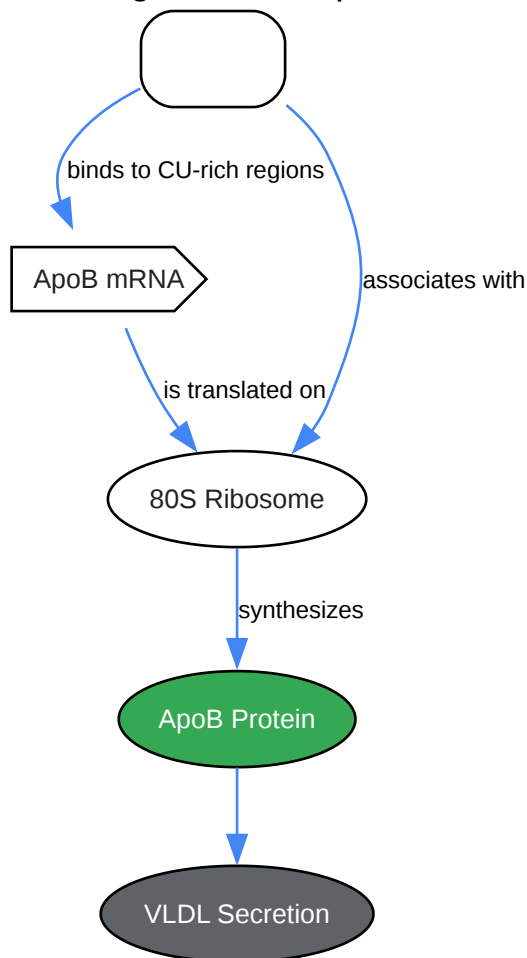 binds to CU-rich regions
ApoB mRNA
associates with
is translated on
80S Ribosome
synthesizes
ApoB Protein
VLDL Secretion